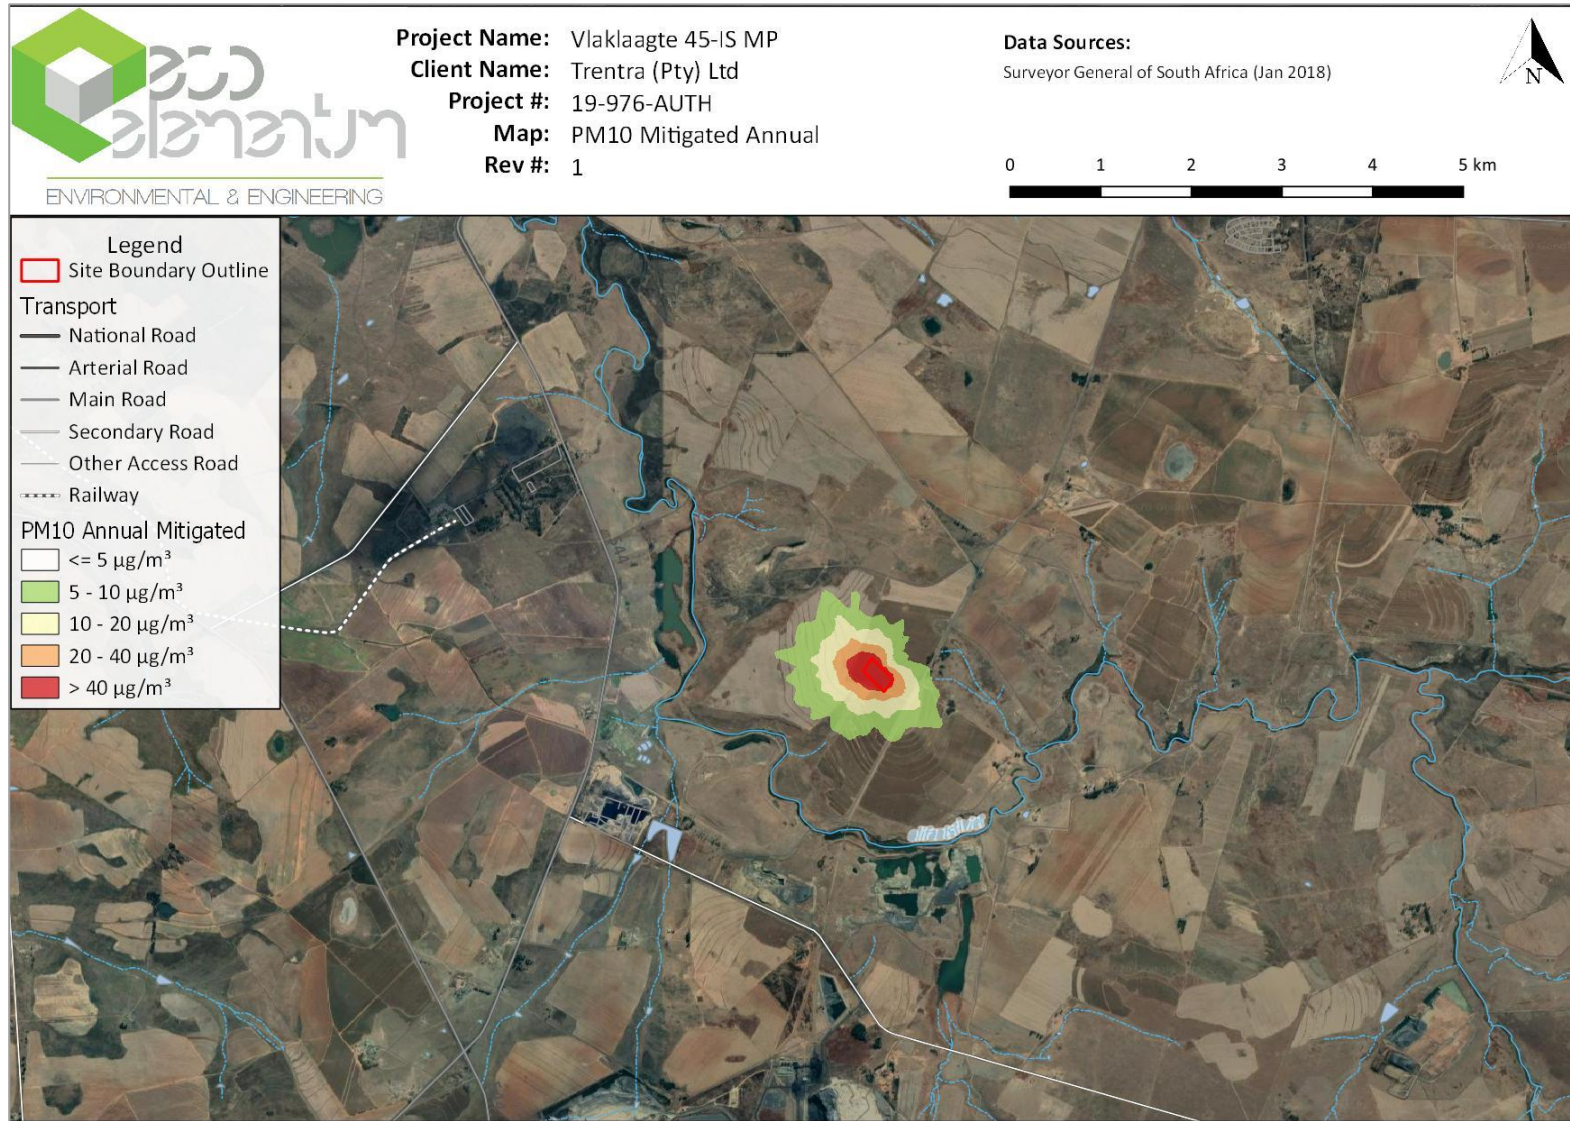 eco
elementum
ENVIRONMENTAL & ENGINEERING
Project Name: Vlaklaagte 45-IS MP
Client Name: Trentra (Pty) Ltd
Project #: 19-976-AUTH
Map: PM10 Mitigated Annual
Rev #: 1
Data Sources:
Surveyor General of South Africa (Jan 2018)
N
0 1 2 3 4 5 km
Legend
Site Boundary Outline
Transport
National Road
Arterial Road
Main Road
Secondary Road
Other Access Road
Railway
PM10 Annual Mitigated
<= 5 µg/m³
5 - 10 µg/m³
10 - 20 µg/m³
20 - 40 µg/m³
> 40 µg/m³